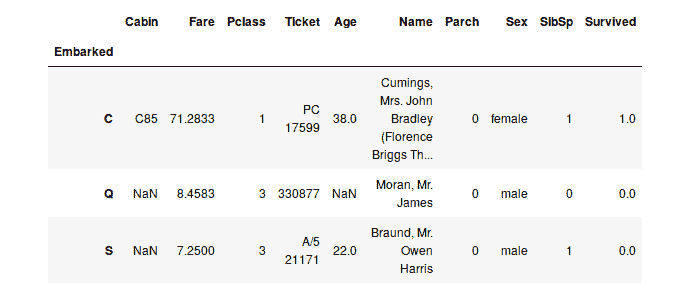 Cabin Fare Pclass Ticket Age Name Parch Sex SibSp Survived
Embarked
C C85 71.2833 1 PC 17599 38.0 Cumings, Mrs. John Bradley (Florence Briggs Th... 0 female 1 1.0
Q NaN 8.4583 3 330877 NaN Moran, Mr. James 0 male 0 0.0
S NaN 7.2500 3 A/5 21171 22.0 Braund, Mr. Owen Harris 0 male 1 0.0